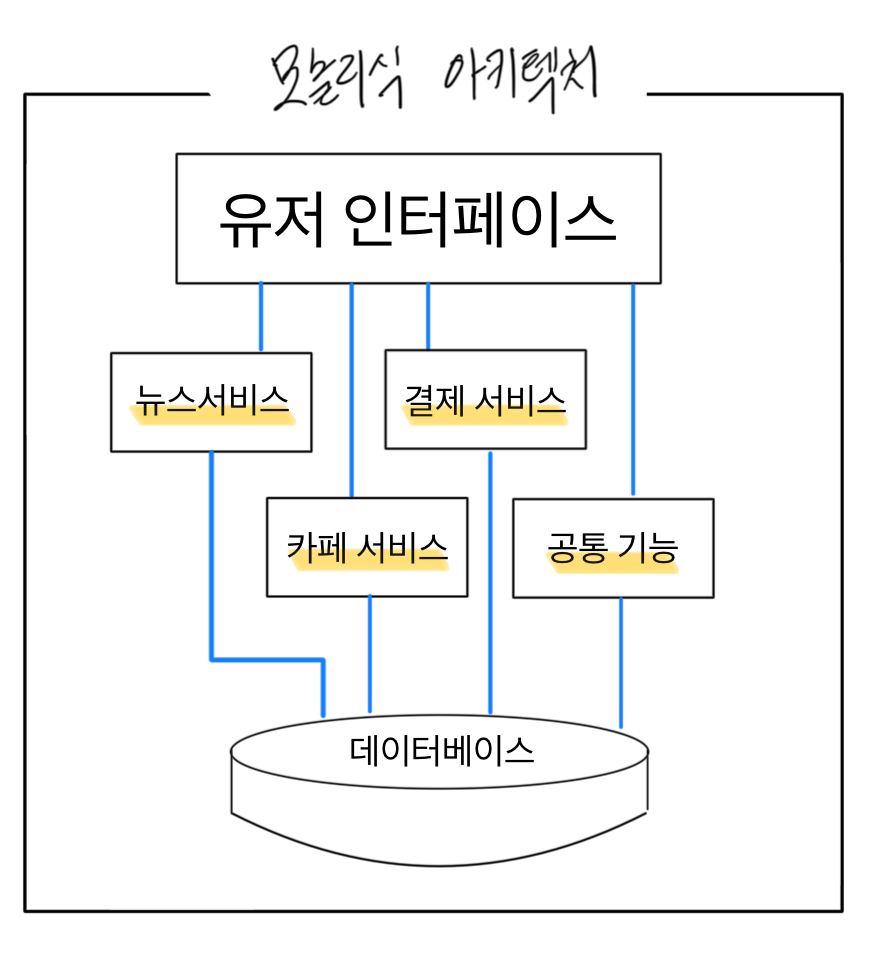 모놀리식 아키텍처
유저 인터페이스
뉴스서비스
결제 서비스
카페 서비스
공통 기능
데이터베이스